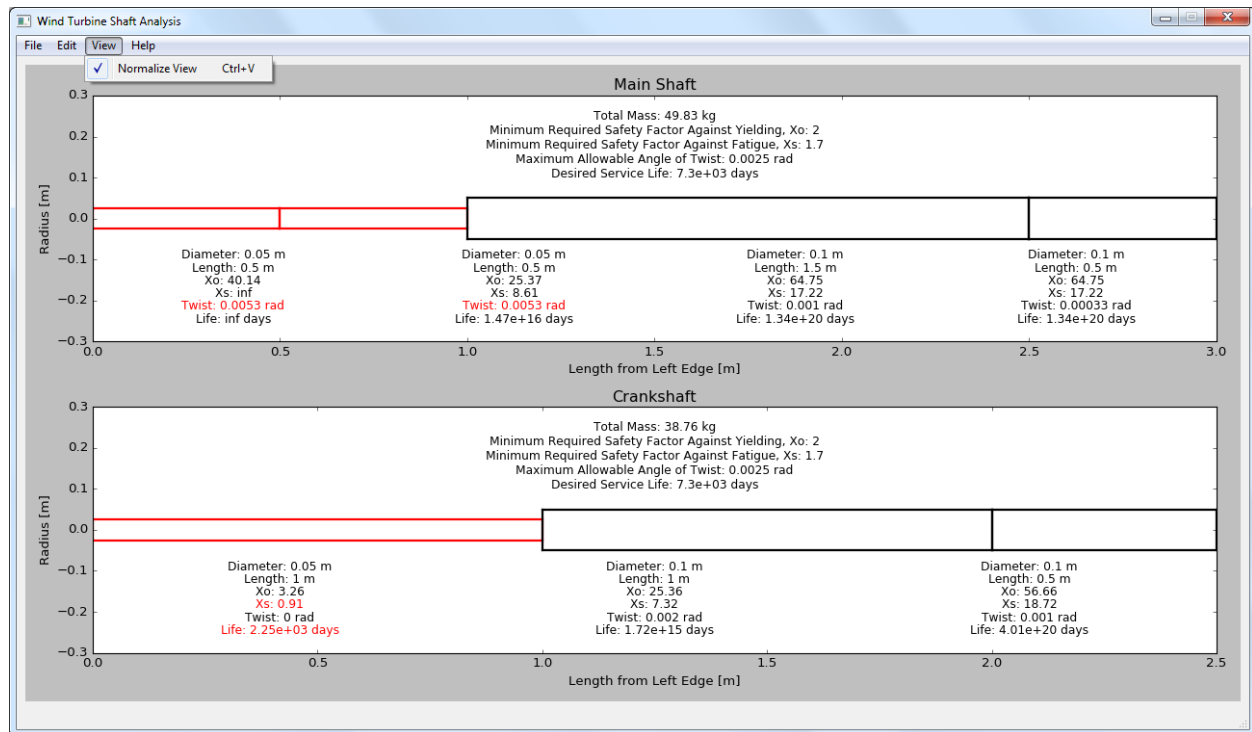 Wind Turbine Shaft Analysis
File Edit View Help
Normalize View Ctrl+V
Main Shaft
0.3
0.2
0.1
0.0
−0.1
−0.2
−0.3
Radius [m]
Total Mass: 49.83 kg
Minimum Required Safety Factor Against Yielding, Xo: 2
Minimum Required Safety Factor Against Fatigue, Xs: 1.7
Maximum Allowable Angle of Twist: 0.0025 rad
Desired Service Life: 7.3e+03 days
Diameter: 0.05 m
Length: 0.5 m
Xo: 40.14
Xs: inf
Twist: 0.0053 rad
Life: inf days
Diameter: 0.05 m
Length: 0.5 m
Xo: 25.37
Xs: 8.61
Twist: 0.0053 rad
Life: 1.47e+16 days
Diameter: 0.1 m
Length: 1.5 m
Xo: 64.75
Xs: 17.22
Twist: 0.001 rad
Life: 1.34e+20 days
Diameter: 0.1 m
Length: 0.5 m
Xo: 64.75
Xs: 17.22
Twist: 0.00033 rad
Life: 1.34e+20 days
0.0 0.5 1.0 1.5 2.0 2.5 3.0
Length from Left Edge [m]
Crankshaft
0.3
0.2
0.1
0.0
−0.1
−0.2
−0.3
Radius [m]
Total Mass: 38.76 kg
Minimum Required Safety Factor Against Yielding, Xo: 2
Minimum Required Safety Factor Against Fatigue, Xs: 1.7
Maximum Allowable Angle of Twist: 0.0025 rad
Desired Service Life: 7.3e+03 days
Diameter: 0.05 m
Length: 1 m
Xo: 3.26
Xs: 0.91
Twist: 0 rad
Life: 2.25e+03 days
Diameter: 0.1 m
Length: 1 m
Xo: 25.36
Xs: 7.32
Twist: 0.002 rad
Life: 1.72e+15 days
Diameter: 0.1 m
Length: 0.5 m
Xo: 56.66
Xs: 18.72
Twist: 0.001 rad
Life: 4.01e+20 days
0.0 0.5 1.0 1.5 2.0 2.5
Length from Left Edge [m]